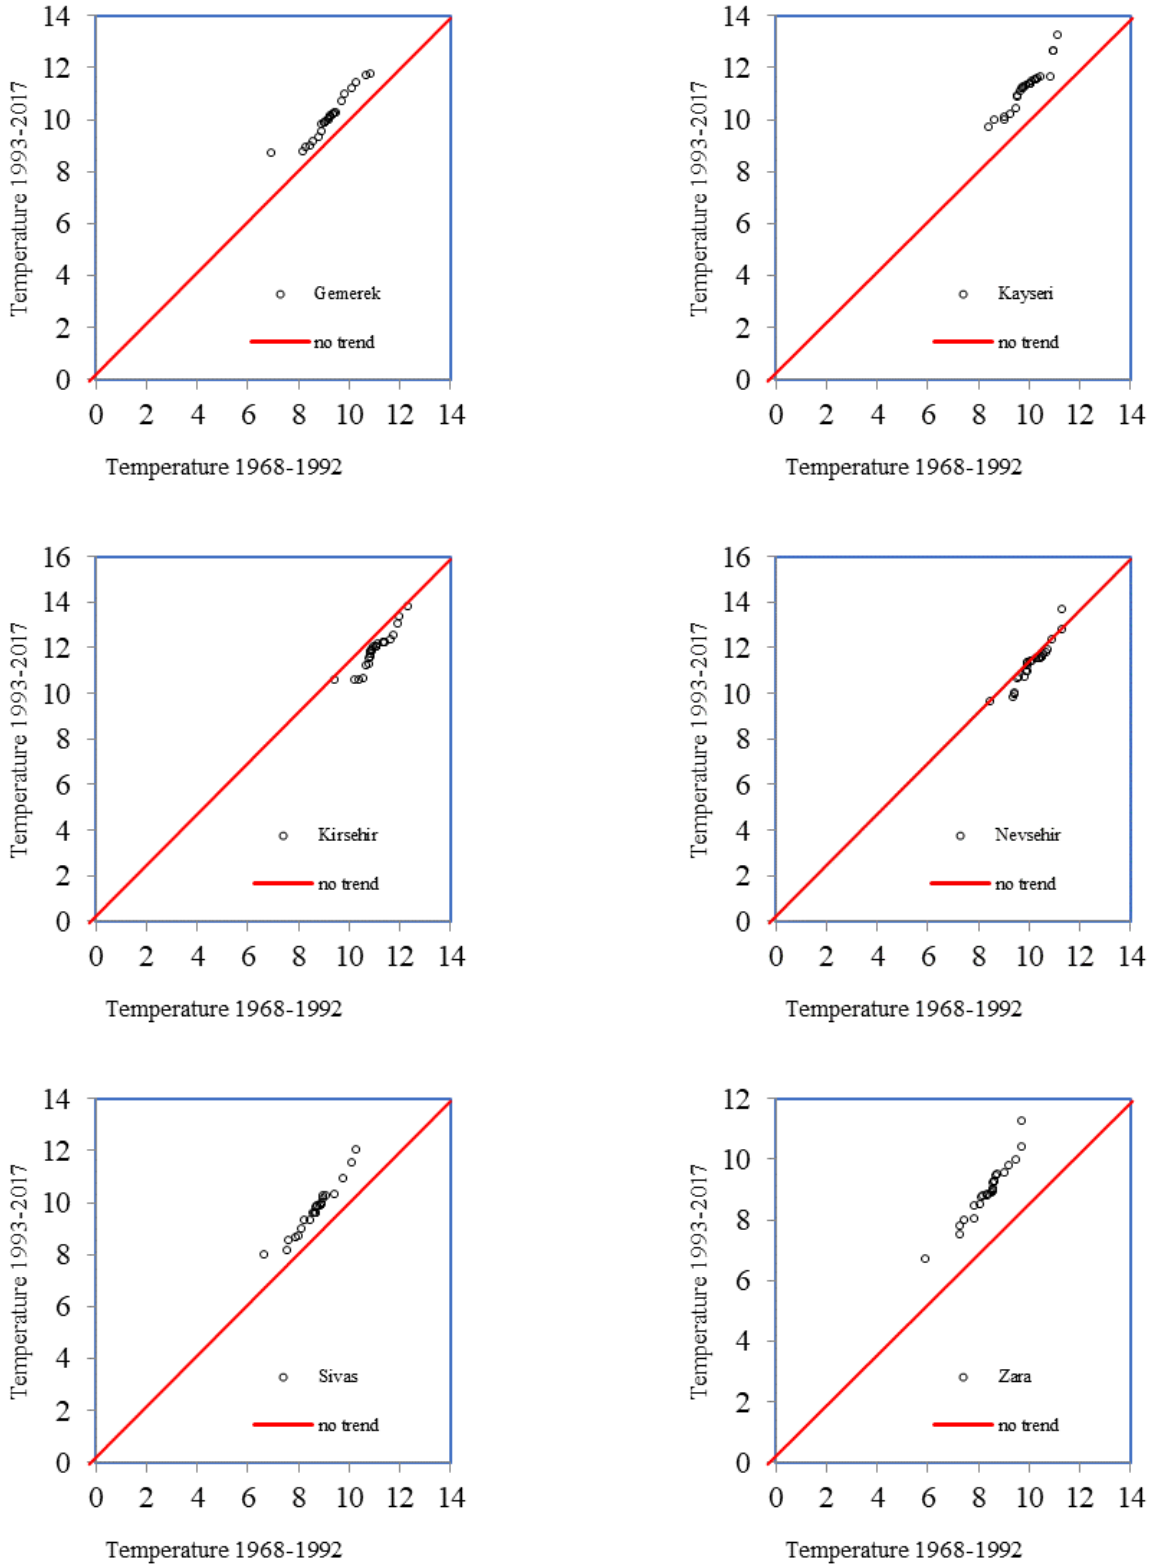 Temperature 1993-2017
14
12
10
8
6
4
2
0
Gemerek
no trend
0 2 4 6 8 10 12 14
Temperature 1968-1992
Temperature 1993-2017
14
12
10
8
6
4
2
0
Kayseri
no trend
0 2 4 6 8 10 12 14
Temperature 1968-1992
Temperature 1993-2017
16
14
12
10
8
6
4
2
0
Kirsehir
no trend
0 2 4 6 8 10 12 14
Temperature 1968-1992
Temperature 1993-2017
16
14
12
10
8
6
4
2
0
Nevsehir
no trend
0 2 4 6 8 10 12 14
Temperature 1968-1992
Temperature 1993-2017
14
12
10
8
6
4
2
0
Sivas
no trend
0 2 4 6 8 10 12 14
Temperature 1968-1992
Temperature 1993-2017
12
10
8
6
4
2
0
Zara
no trend
0 2 4 6 8 10 12 14
Temperature 1968-1992